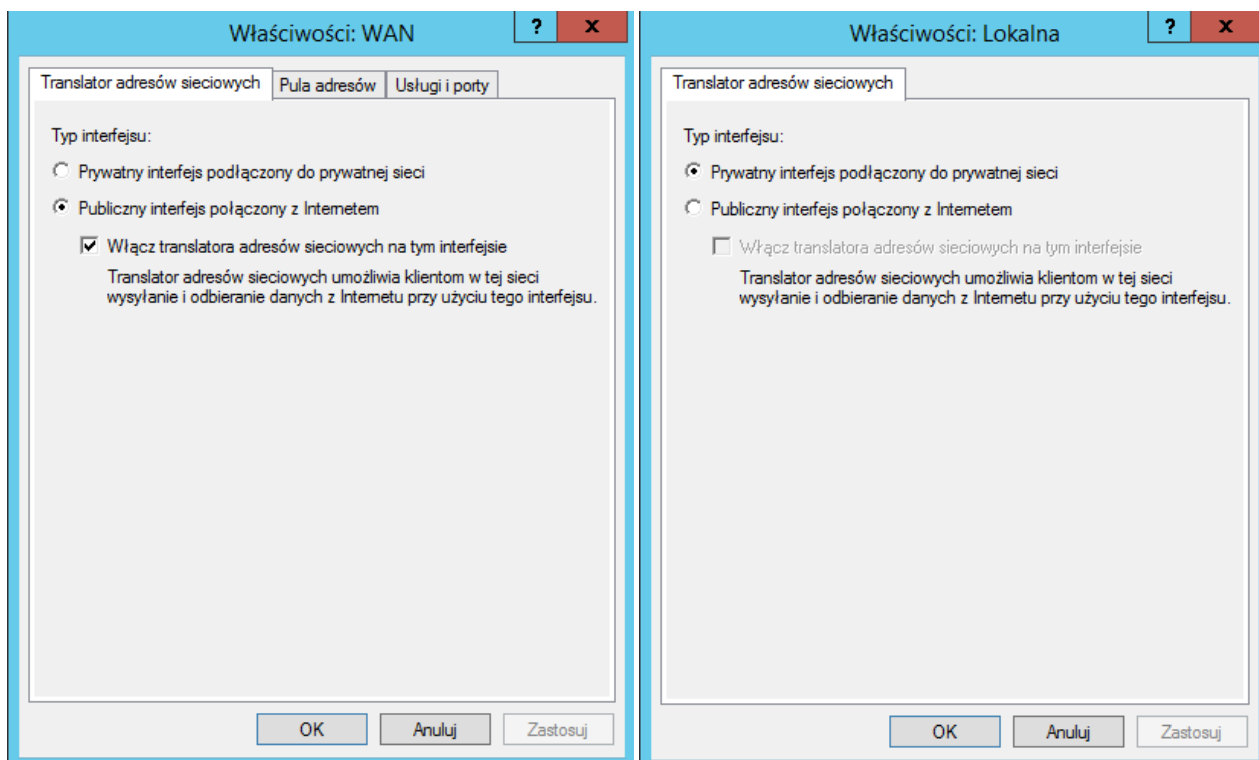 Właściwości: WAN
?
x
Translator adresów sieciowych
Pula adresów
Usługi i porty
Typ interfejsu:
Prywatny interfejs podłączony do prywatnej sieci
Publiczny interfejs połączony z Internetem
Włącz translatora adresów sieciowych na tym interfejsie
Translator adresów sieciowych umożliwia klientom w tej sieci
wysyłanie i odbieranie danych z Internetu przy użyciu tego interfejsu.
OK
Anuluj
Zastosuj
Właściwości: Lokalna
?
x
Translator adresów sieciowych
Typ interfejsu:
Prywatny interfejs podłączony do prywatnej sieci
Publiczny interfejs połączony z Internetem
Włącz translatora adresów sieciowych na tym interfejsie
Translator adresów sieciowych umożliwia klientom w tej sieci
wysyłanie i odbieranie danych z Internetu przy użyciu tego interfejsu.
OK
Anuluj
Zastosuj